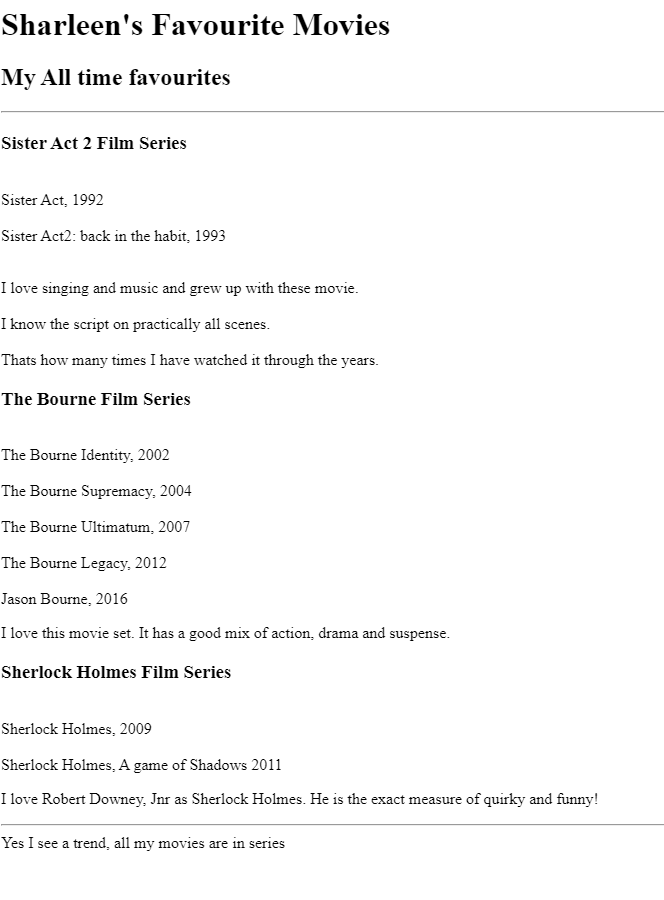 Sharleen's Favourite Movies
My All time favourites
Sister Act 2 Film Series
Sister Act, 1992
Sister Act2: back in the habit, 1993
I love singing and music and grew up with these movie.
I know the script on practically all scenes.
Thats how many times I have watched it through the years.
The Bourne Film Series
The Bourne Identity, 2002
The Bourne Supremacy, 2004
The Bourne Ultimatum, 2007
The Bourne Legacy, 2012
Jason Bourne, 2016
I love this movie set. It has a good mix of action, drama and suspense.
Sherlock Holmes Film Series
Sherlock Holmes, 2009
Sherlock Holmes, A game of Shadows 2011
I love Robert Downey, Jnr as Sherlock Holmes. He is the exact measure of quirky and funny!
Yes I see a trend, all my movies are in series